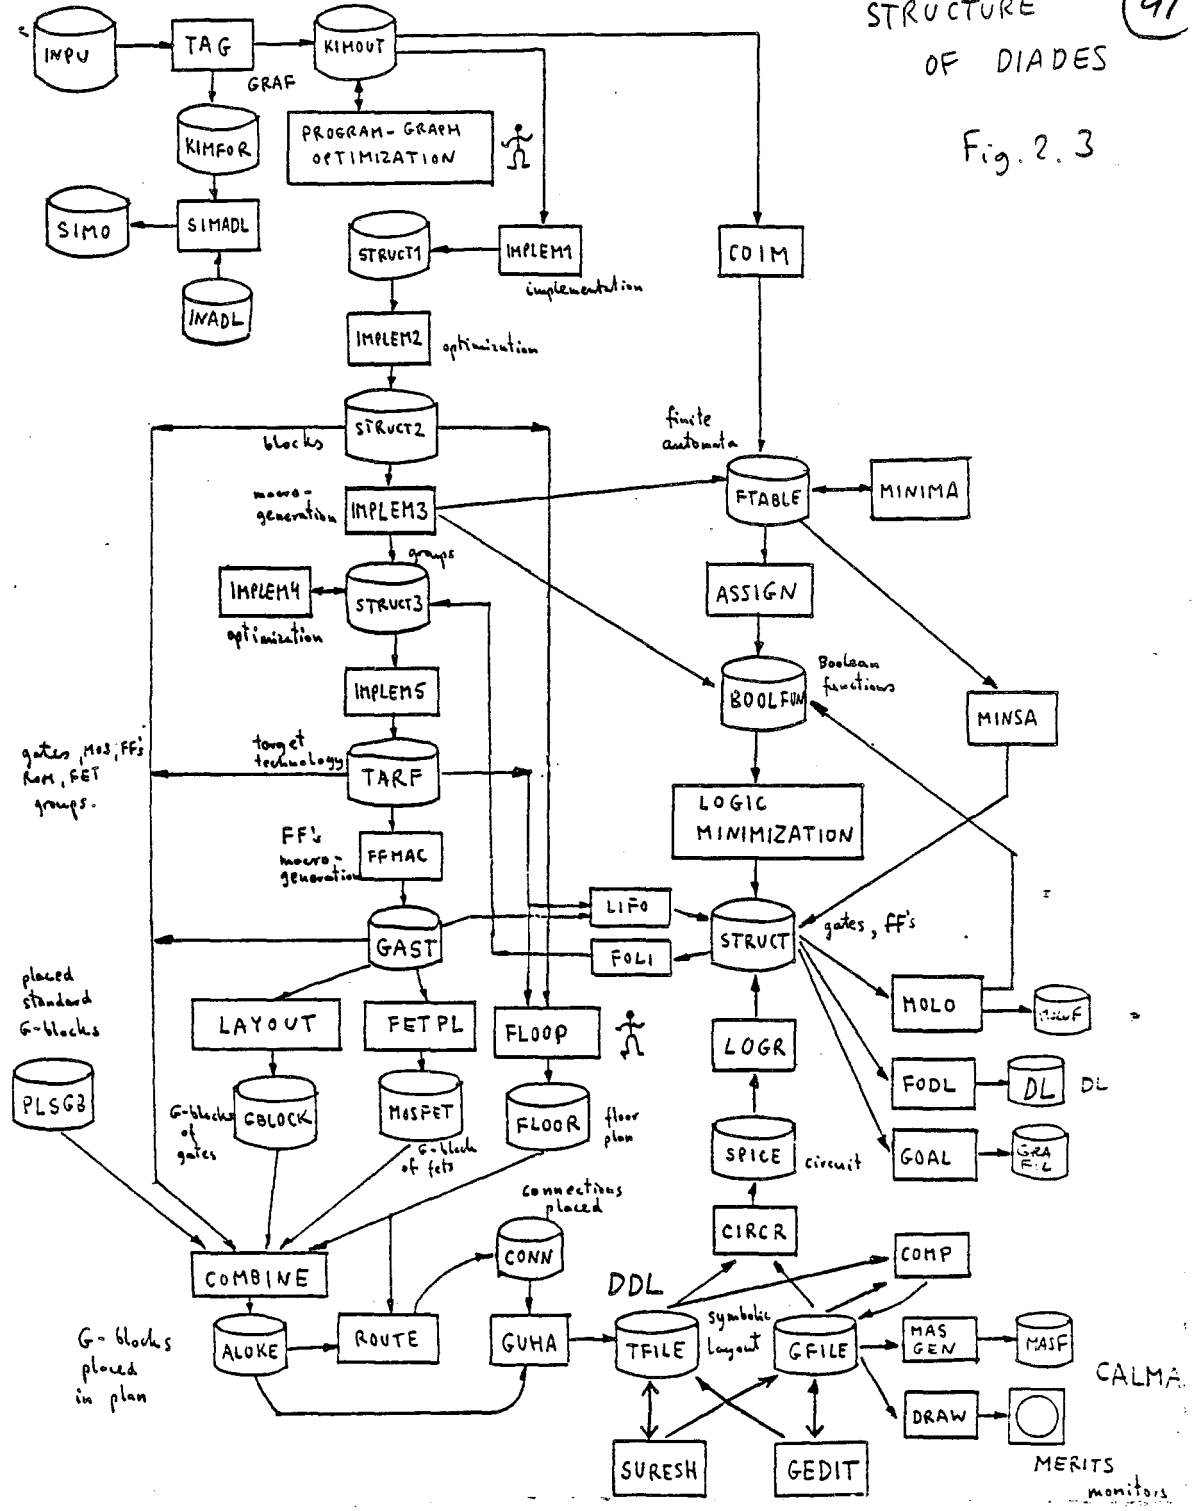 STRUCTURE
OF DIADES
Fig. 2.3
INPU
TAG
KIMOUT
GRAF
KIMFOR
PROGRAM-GRAPH
OPTIMIZATION
SIMO
SIMADL
INADL
STRUCT1
IMPLEM1
implementation
COIM
IMPLEM2
optimization
STRUCT2
blocks
finite
automata
FTABLE
MINIMA
macro-
generation
IMPLEM3
groups
IMPLEM4
optimization
STRUCT3
ASSIGN
IMPLEM5
BOOLFUN
Boolean
functions
MINSA
gates, MOS, FF's
ROM, FET
groups.
target
technology
TARF
LOGIC
MINIMIZATION
FF's
macro-
generation
FFMAC
GAST
LIFO
FOLI
STRUCT
gates, FF's
placed
standard
G-blocks
PLSGB
LAYOUT
FETPL
FLOOP
LOGR
MOLO
FODL
DL
DL
GOAL
GRA
FIL
G-blocks
of
gates
GBLOCK
MOSFET
G-block
of fets
FLOOR
floor
plan
SPICE
circuit
connections
placed
CONN
CIRCR
COMP
COMBINE
DDL
G-blocks
placed
in plan
ALOKE
ROUTE
GUHA
TFILE
symbolic
layout
GFILE
MAS
GEN
MASF
CALMA
DRAW
SURESH
GEDIT
MERITS
monitors